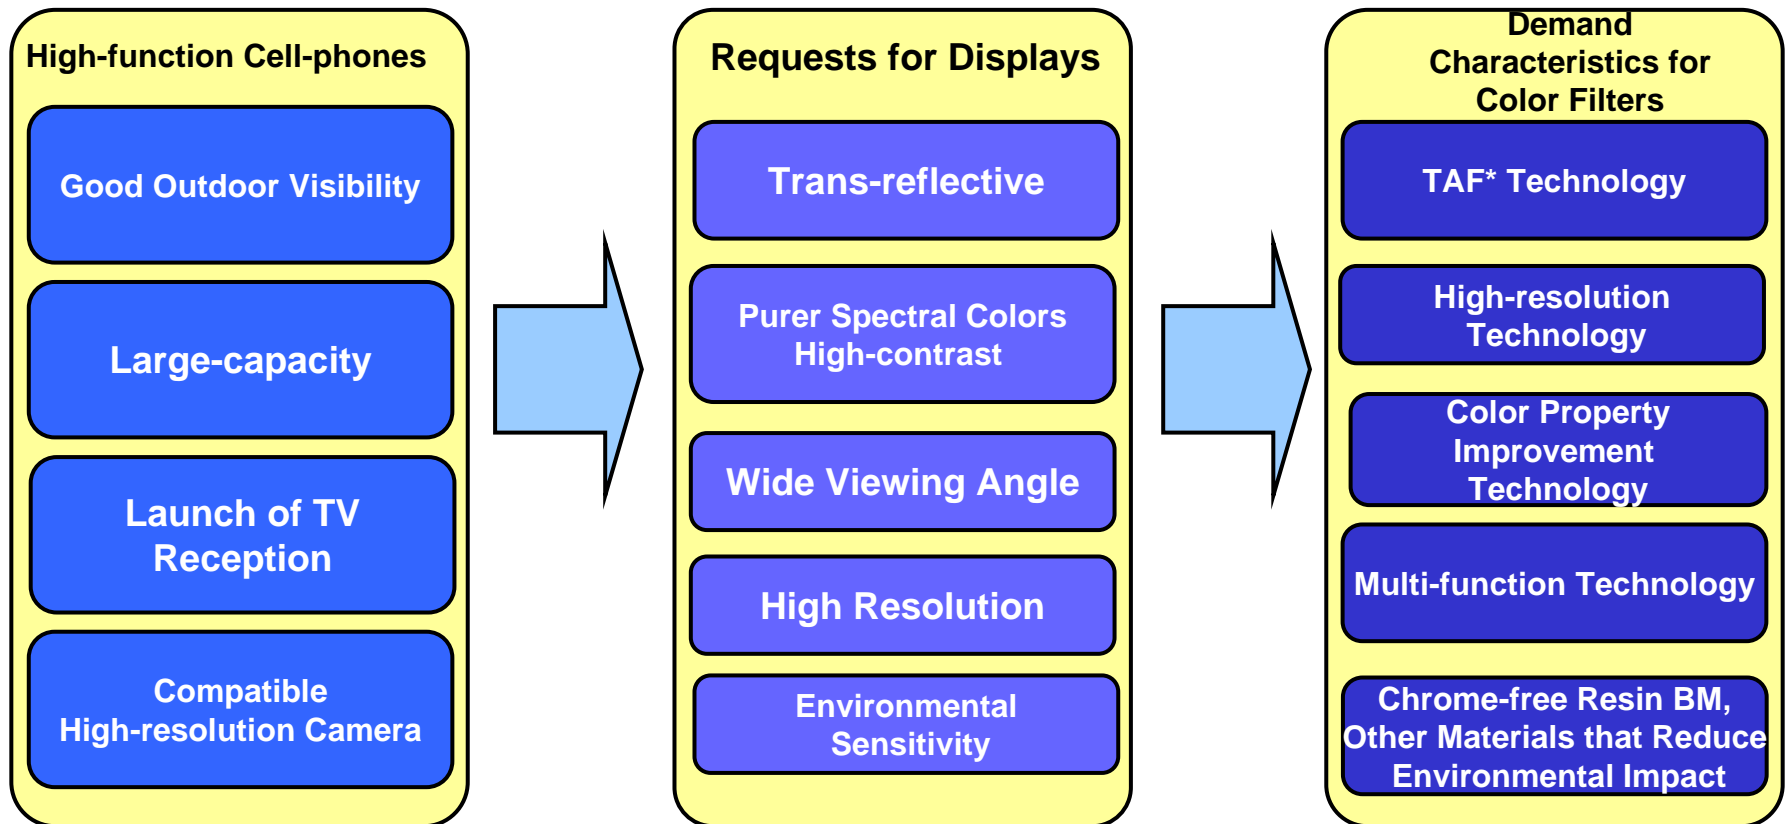 High-function Cell-phones
Good Outdoor Visibility
Large-capacity
Launch of TV
Reception
Compatible
High-resolution Camera
Requests for Displays
Trans-reflective
Purer Spectral Colors
High-contrast
Wide Viewing Angle
High Resolution
Environmental
Sensitivity
Demand
Characteristics for
Color Filters
TAF* Technology
High-resolution
Technology
Color Property
Improvement
Technology
Multi-function Technology
Chrome-free Resin BM,
Other Materials that Reduce
Environmental Impact